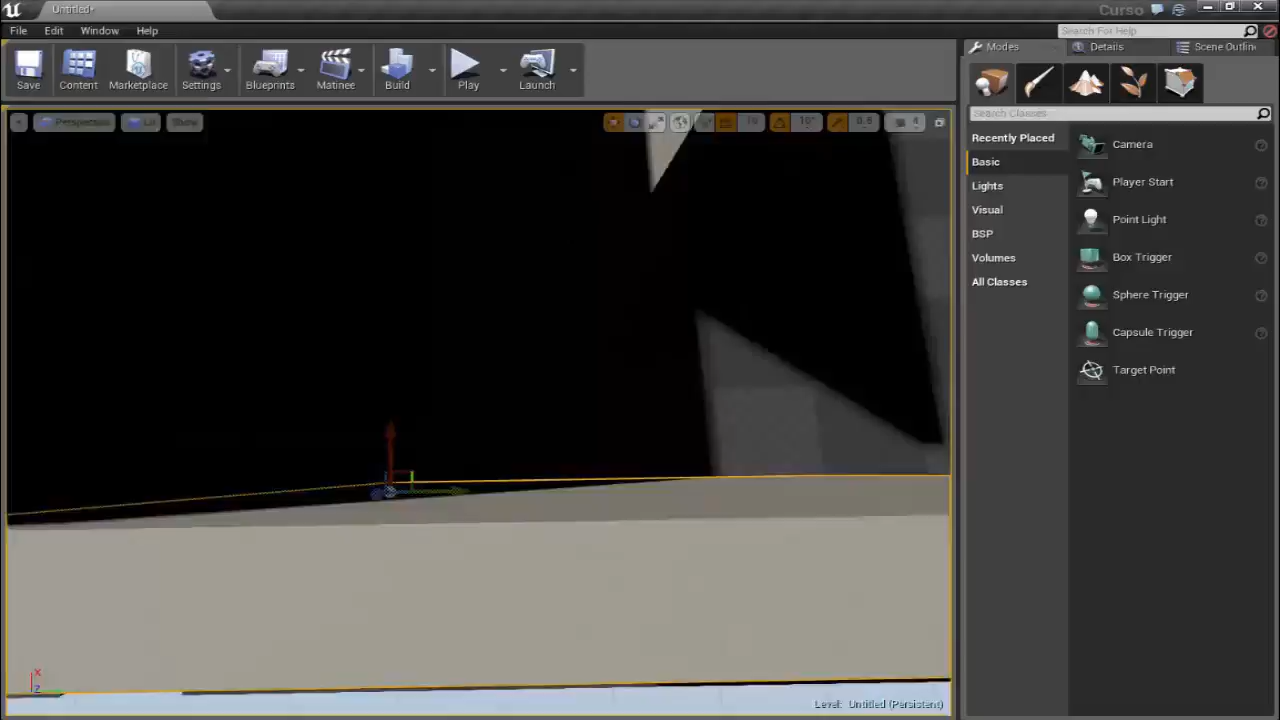 Untitled*
Curso
File Edit Window Help
Search For Help
Save Content Marketplace Settings Blueprints Matinee Build Play Launch
Modes Details Scene Outlin
Search Classes
Perspective Lit Show 10 10° 4
Recently Placed
Basic
Lights
Visual
BSP
Volumes
All Classes
Camera
Player Start
Point Light
Box Trigger
Sphere Trigger
Capsule Trigger
Target Point
X
Z
Level: Untitled (Persistent)